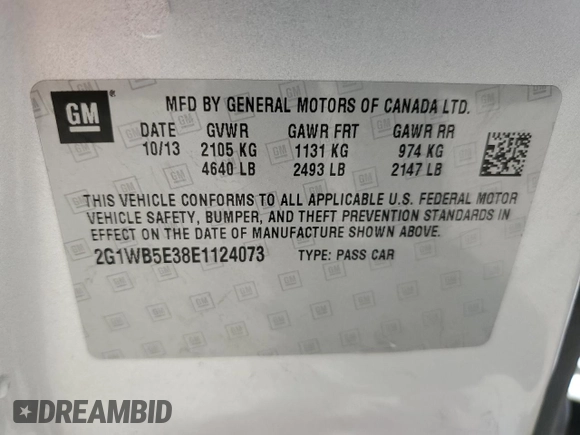 GM ®
MFD BY GENERAL MOTORS OF CANADA LTD.
DATE GVWR GAWR FRT GAWR RR
10/13 2105 KG 1131 KG 974 KG
4640 LB 2493 LB 2147 LB
THIS VEHICLE CONFORMS TO ALL APPLICABLE U.S. FEDERAL MOTOR
VEHICLE SAFETY, BUMPER, AND THEFT PREVENTION STANDARDS
IN EFFECT ON THE DATE OF MANUFACTURE SHOWN ABOVE.
2G1WB5E38E1124073 TYPE: PASS CAR
DREAMBID